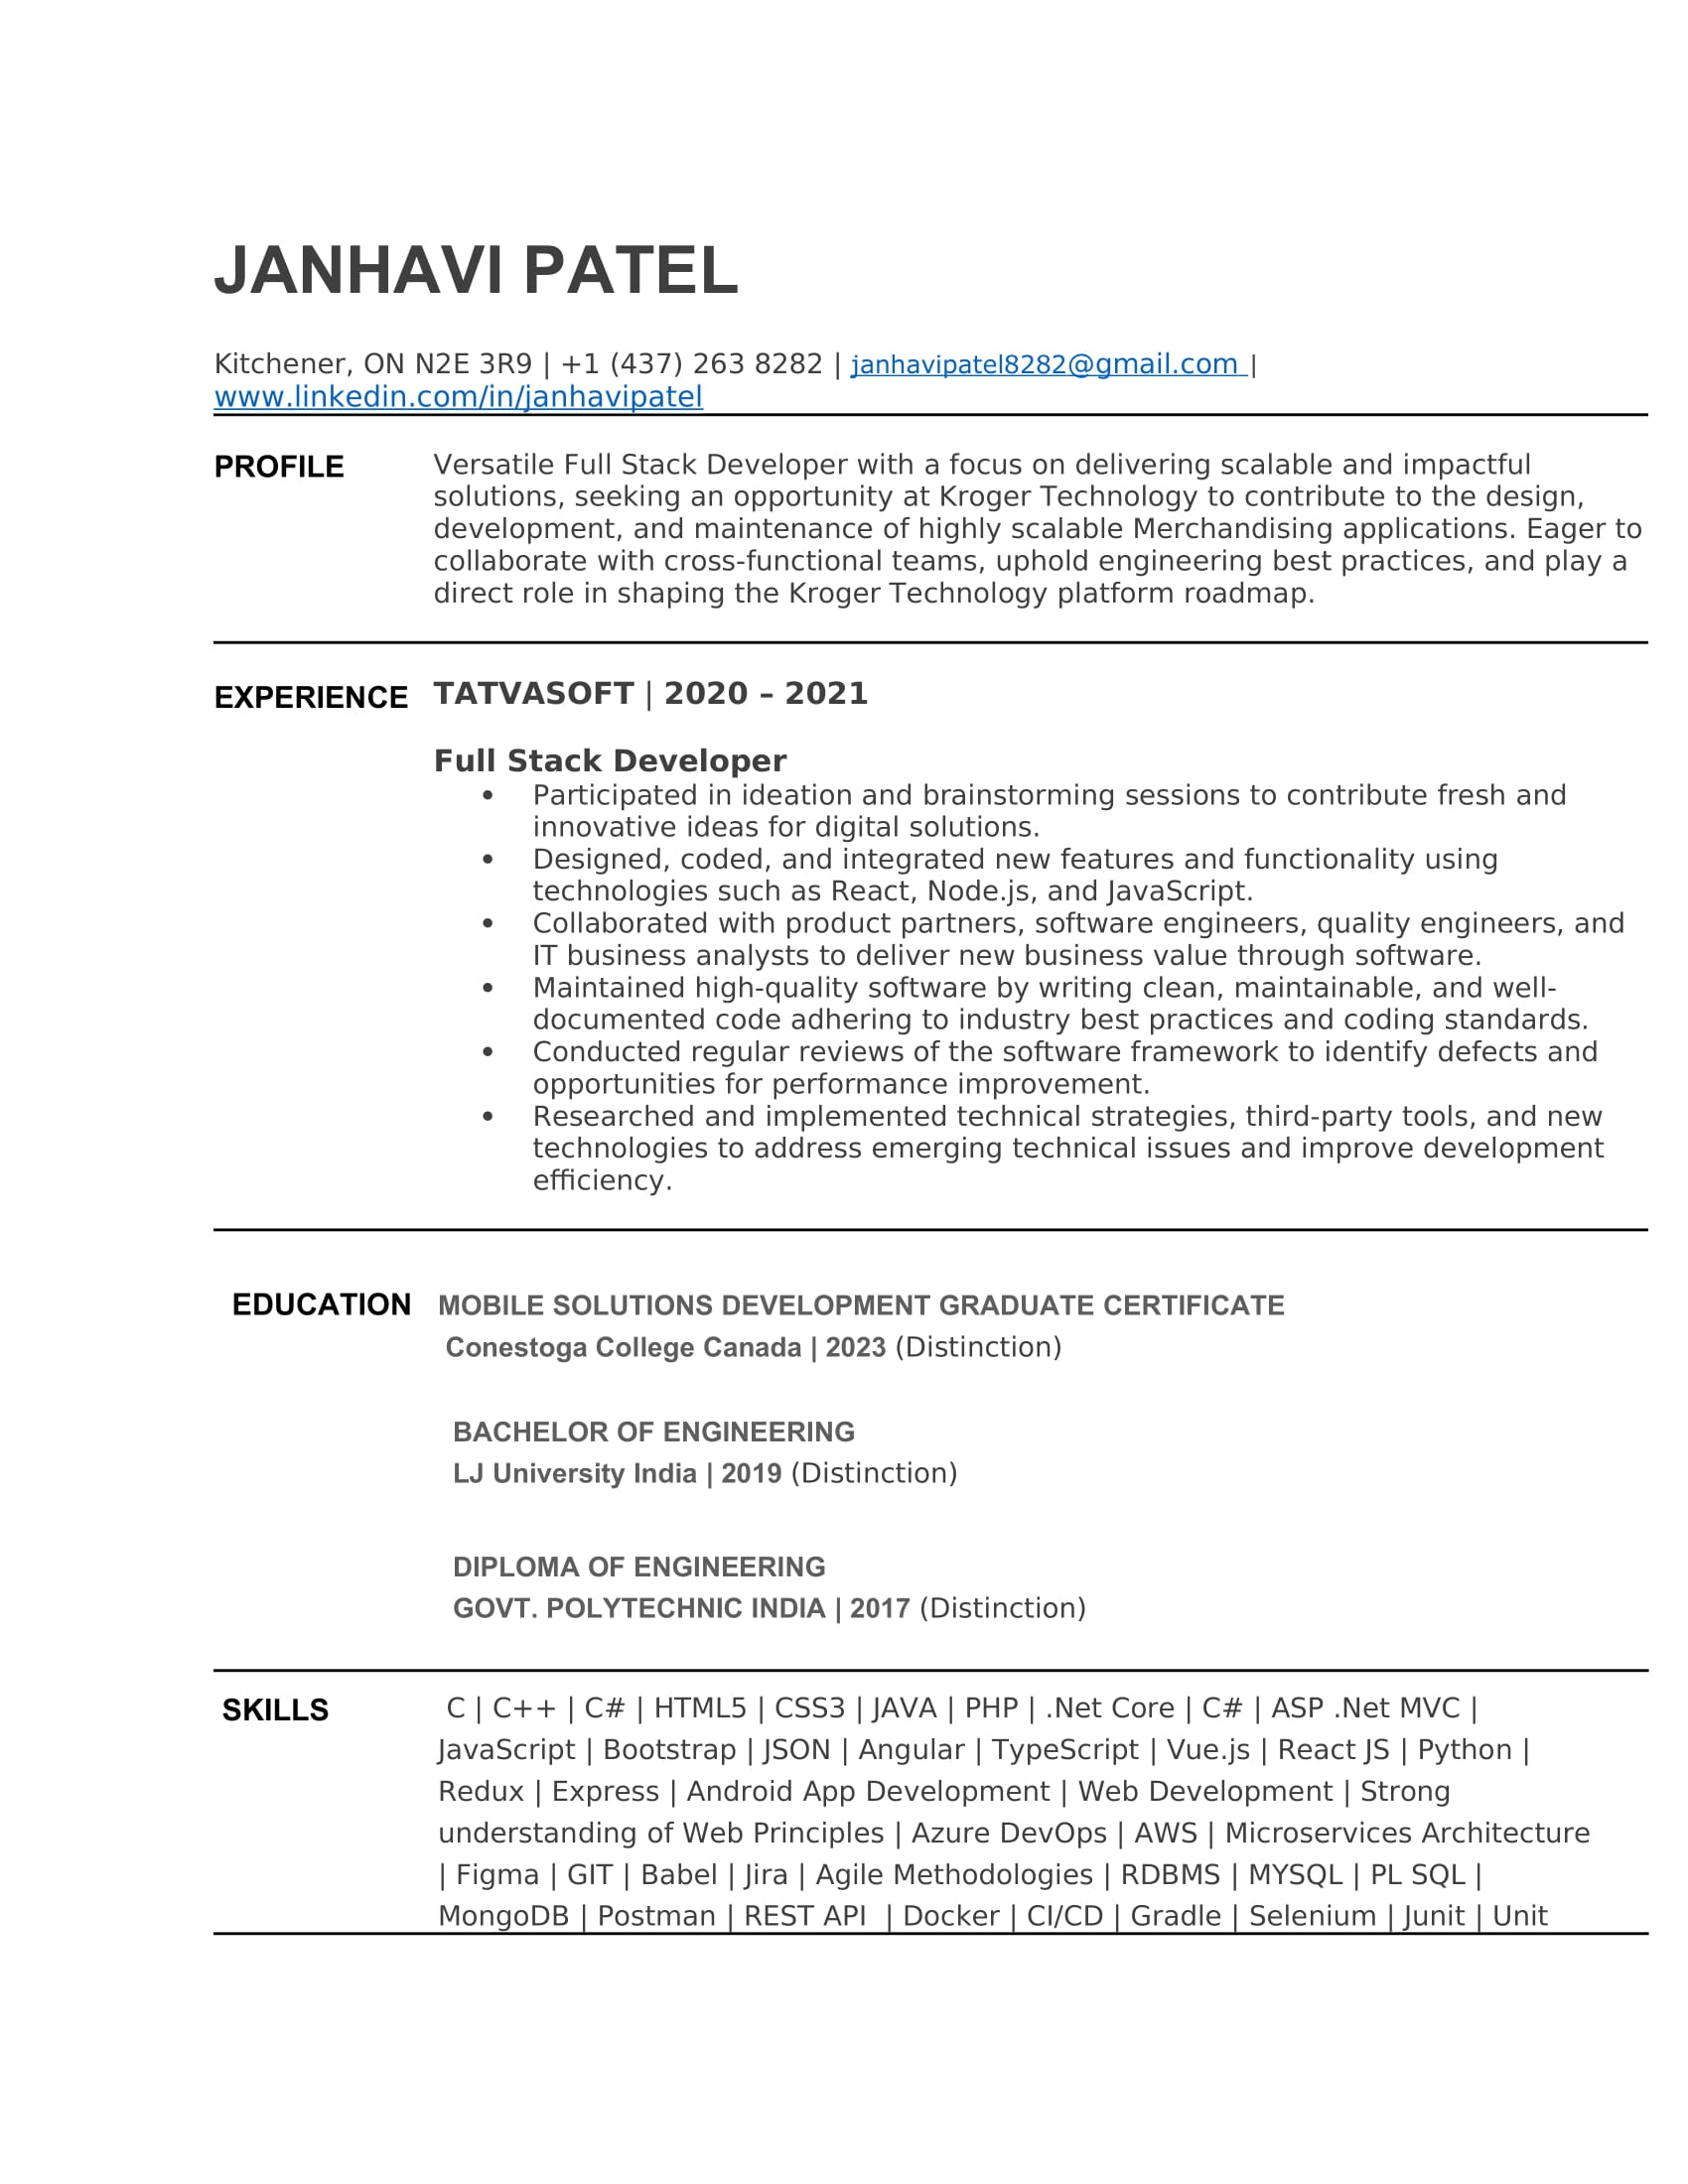 JANHAVI PATEL
Kitchener, ON N2E 3R9 | +1 (437) 263 8282 | janhavipatel8282@gmail.com |
www.linkedin.com/in/janhavipatel
PROFILE
Versatile Full Stack Developer with a focus on delivering scalable and impactful
solutions, seeking an opportunity at Kroger Technology to contribute to the design,
development, and maintenance of highly scalable Merchandising applications. Eager to
collaborate with cross-functional teams, uphold engineering best practices, and play a
direct role in shaping the Kroger Technology platform roadmap.
EXPERIENCE
TATVASOFT | 2020 – 2021
Full Stack Developer
• Participated in ideation and brainstorming sessions to contribute fresh and
innovative ideas for digital solutions.
• Designed, coded, and integrated new features and functionality using
technologies such as React, Node.js, and JavaScript.
• Collaborated with product partners, software engineers, quality engineers, and
IT business analysts to deliver new business value through software.
• Maintained high-quality software by writing clean, maintainable, and well-
documented code adhering to industry best practices and coding standards.
• Conducted regular reviews of the software framework to identify defects and
opportunities for performance improvement.
• Researched and implemented technical strategies, third-party tools, and new
technologies to address emerging technical issues and improve development
efficiency.
EDUCATION
MOBILE SOLUTIONS DEVELOPMENT GRADUATE CERTIFICATE
Conestoga College Canada | 2023 (Distinction)
BACHELOR OF ENGINEERING
LJ University India | 2019 (Distinction)
DIPLOMA OF ENGINEERING
GOVT. POLYTECHNIC INDIA | 2017 (Distinction)
SKILLS
C | C++ | C# | HTML5 | CSS3 | JAVA | PHP | .Net Core | C# | ASP .Net MVC |
JavaScript | Bootstrap | JSON | Angular | TypeScript | Vue.js | React JS | Python |
Redux | Express | Android App Development | Web Development | Strong
understanding of Web Principles | Azure DevOps | AWS | Microservices Architecture
| Figma | GIT | Babel | Jira | Agile Methodologies | RDBMS | MYSQL | PL SQL |
MongoDB | Postman | REST API | Docker | CI/CD | Gradle | Selenium | Junit | Unit